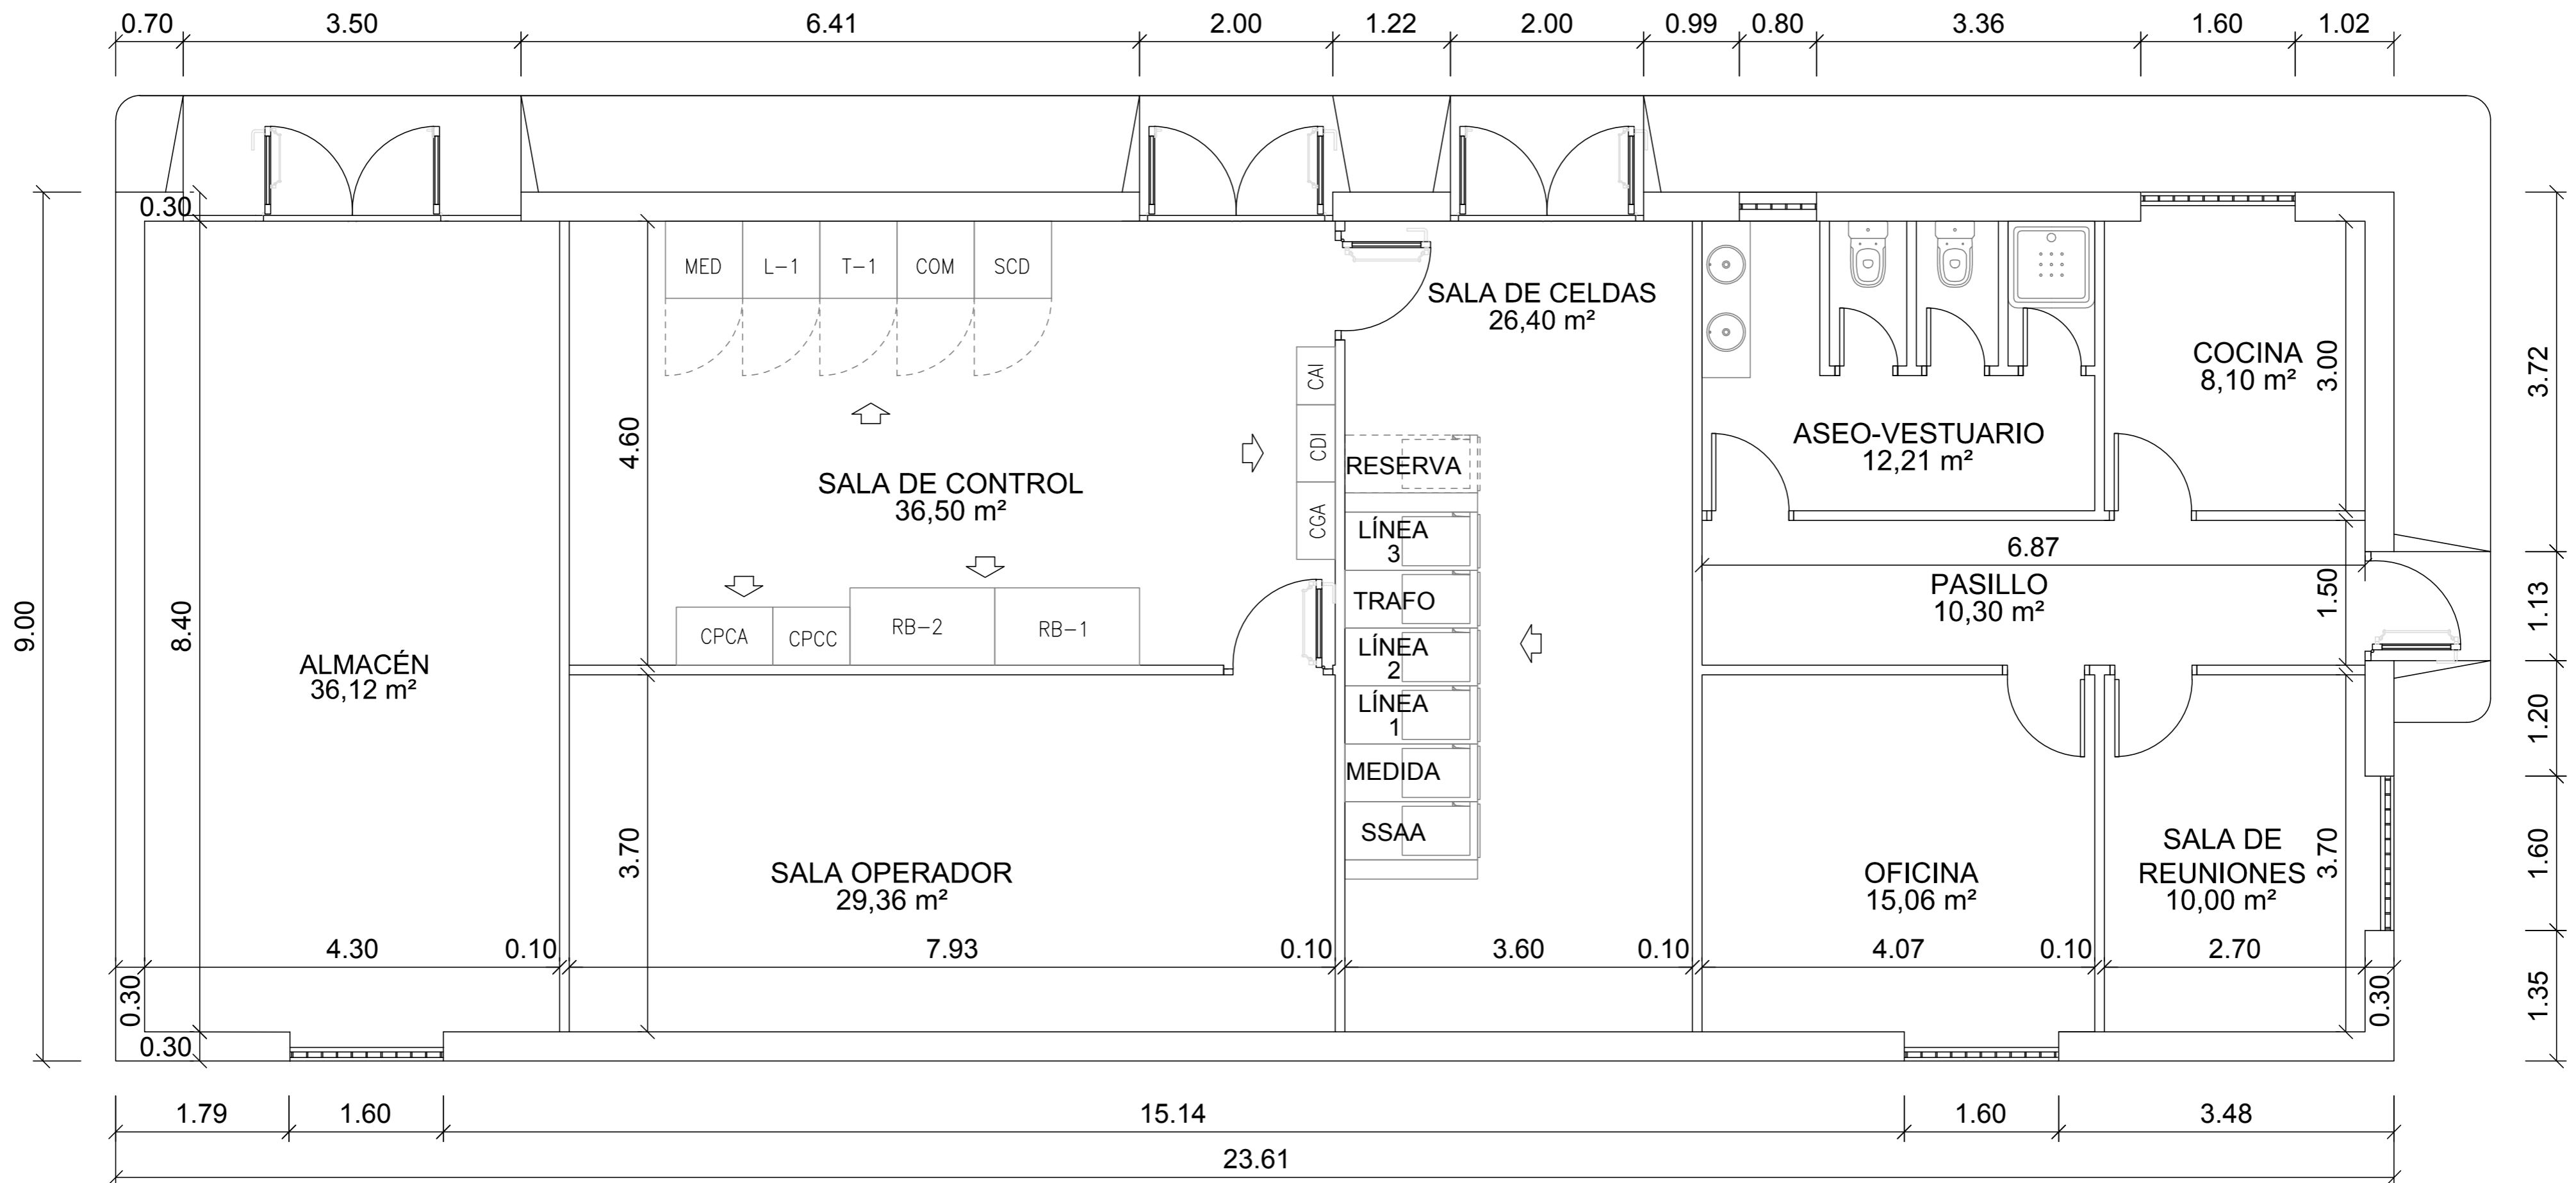 0.70 3.50 6.41 2.00 1.22 2.00 0.99 0.80 3.36 1.60 1.02
0.30
MED L-1 T-1 COM SCD
SALA DE CELDAS
26,40 m²
COCINA
8,10 m²
3.00
3.72
CAI
CDI
CGA
4.60
ASEO-VESTUARIO
12,21 m²
RESERVA
SALA DE CONTROL
36,50 m²
LÍNEA
3
6.87
PASILLO
10,30 m²
1.50
1.13
9.00
8.40
TRAFO
CPCA CPCC RB-2 RB-1
LÍNEA
2
ALMACÉN
36,12 m²
LÍNEA
1
1.20
MEDIDA
SSAA
3.70
SALA OPERADOR
29,36 m²
OFICINA
15,06 m²
SALA DE
REUNIONES
10,00 m²
3.70
1.60
4.30 0.10 7.93 0.10 3.60 0.10 4.07 0.10 2.70
0.30
0.30
1.35
0.30
1.79 1.60 15.14 1.60 3.48
23.61